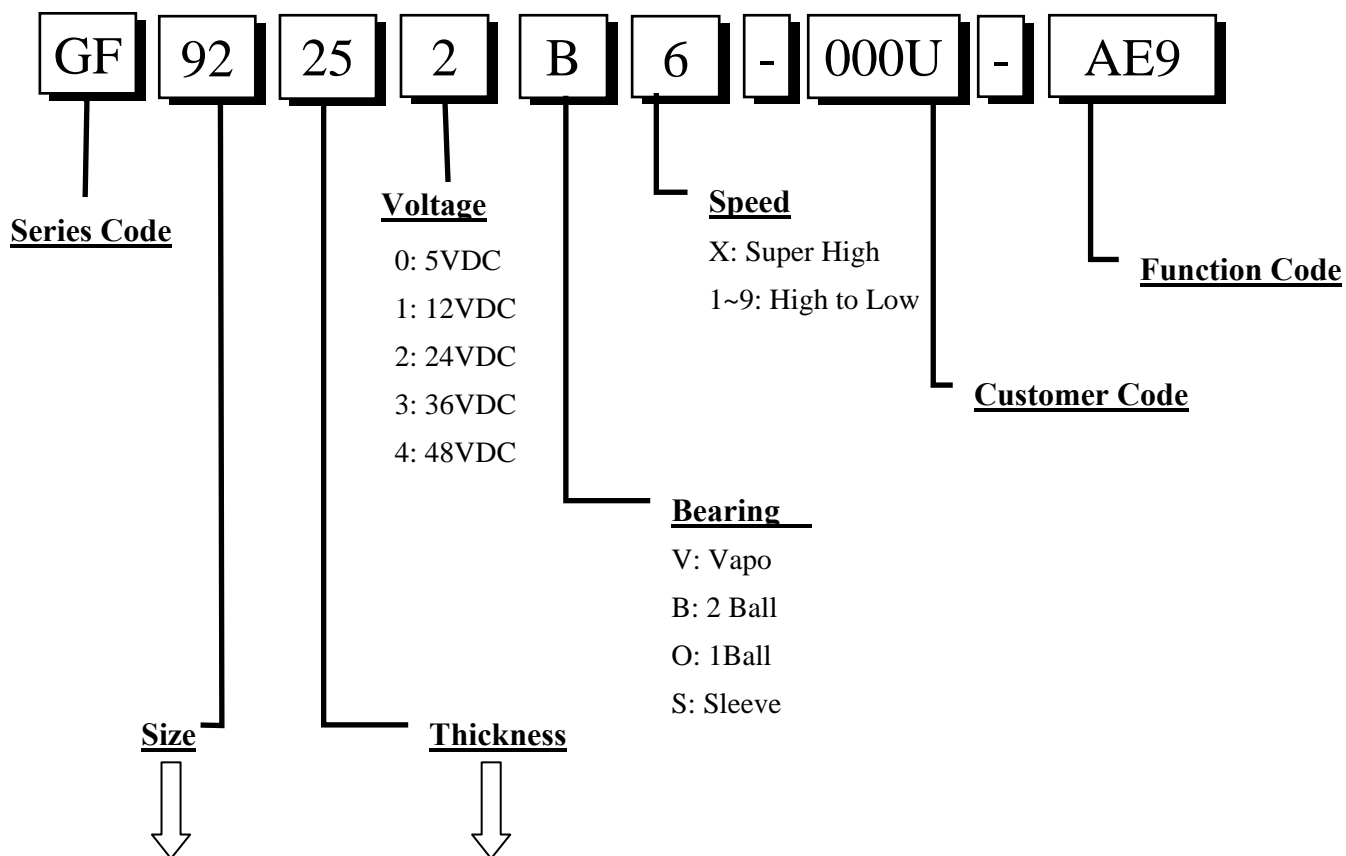 GF 92 25 2 B 6 - 000U - AE9
Series Code
Voltage
0: 5VDC
1: 12VDC
2: 24VDC
3: 36VDC
4: 48VDC
Speed
X: Super High
1~9: High to Low
Function Code
Customer Code
Bearing
V: Vapo
B: 2 Ball
O: 1Ball
S: Sleeve
Size
Thickness